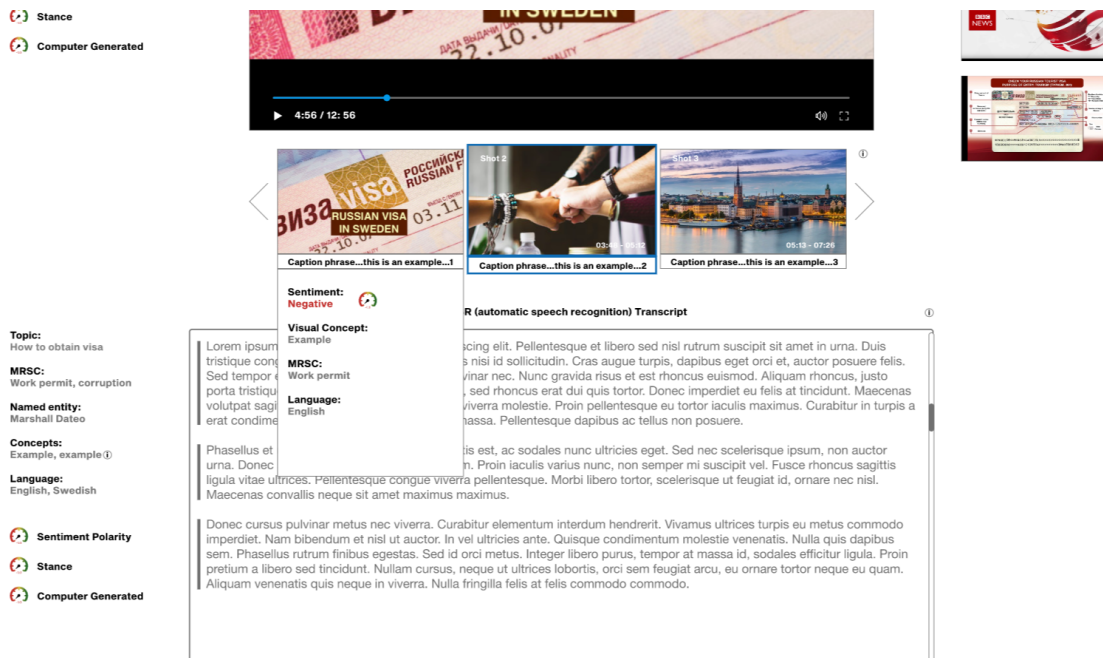 Stance
Computer Generated
IN SWEDEN
ДАТА ВЫДАЧИ/DAT
22.10.0
NALITY
4:56 / 12: 56
BBC
NEWS
виза
visa
РОССИЙСКАЯ
RUSSIAN F
03.11
RUSSIAN VISA
IN SWEDEN
22.10.0
Caption phrase...this is an example...1
Shot 2
03:40 - 05:12
Caption phrase...this is an example...2
Shot 3
05:13 - 07:26
Caption phrase...this is an example...3
Sentiment:
Negative
Visual Concept:
Example
MRSC:
Work permit
Language:
English
R (automatic speech recognition) Transcript
Topic:
How to obtain visa
MRSC:
Work permit, corruption
Named entity:
Marshall Dateo
Concepts:
Example, example
Language:
English, Swedish
Sentiment Polarity
Stance
Computer Generated
Lorem ipsum scing elit. Pellentesque et libero sed nisl rutrum suscipit sit amet in urna. Duis
tristique cong s nisi id sollicitudin. Cras augue turpis, dapibus eget orci et, auctor posuere felis.
Sed tempor e vinar nec. Nunc gravida risus et est rhoncus euismod. Aliquam rhoncus, justo
porta tristiqu , sed rhoncus erat dui quis tortor. Donec imperdiet eu felis at tincidunt. Maecenas
volutpat sagi viverra molestie. Proin pellentesque eu tortor iaculis maximus. Curabitur in turpis a
erat condime massa. Pellentesque dapibus ac tellus non posuere.
Phasellus et tis est, ac sodales nunc ultricies eget. Sed nec scelerisque ipsum, non auctor
urna. Donec m. Proin iaculis varius nunc, non semper mi suscipit vel. Fusce rhoncus sagittis
ligula vitae ultrices. Pellentesque congue viverra pellentesque. Morbi libero tortor, scelerisque ut feugiat id, ornare nec nisl.
Maecenas convallis neque sit amet maximus maximus.
Donec cursus pulvinar metus nec viverra. Curabitur elementum interdum hendrerit. Vivamus ultrices turpis eu metus commodo
imperdiet. Nam bibendum et nisl ut auctor. In vel ultricies ante. Quisque condimentum molestie venenatis. Nulla quis dapibus
sem. Phasellus rutrum finibus egestas. Sed id orci metus. Integer libero purus, tempor at massa id, sodales efficitur ligula. Proin
pretium a libero sed tincidunt. Nullam cursus, neque ut ultrices lobortis, orci sem feugiat arcu, eu ornare tortor neque eu quam.
Aliquam venenatis quis neque in viverra. Nulla fringilla felis at felis commodo commodo.